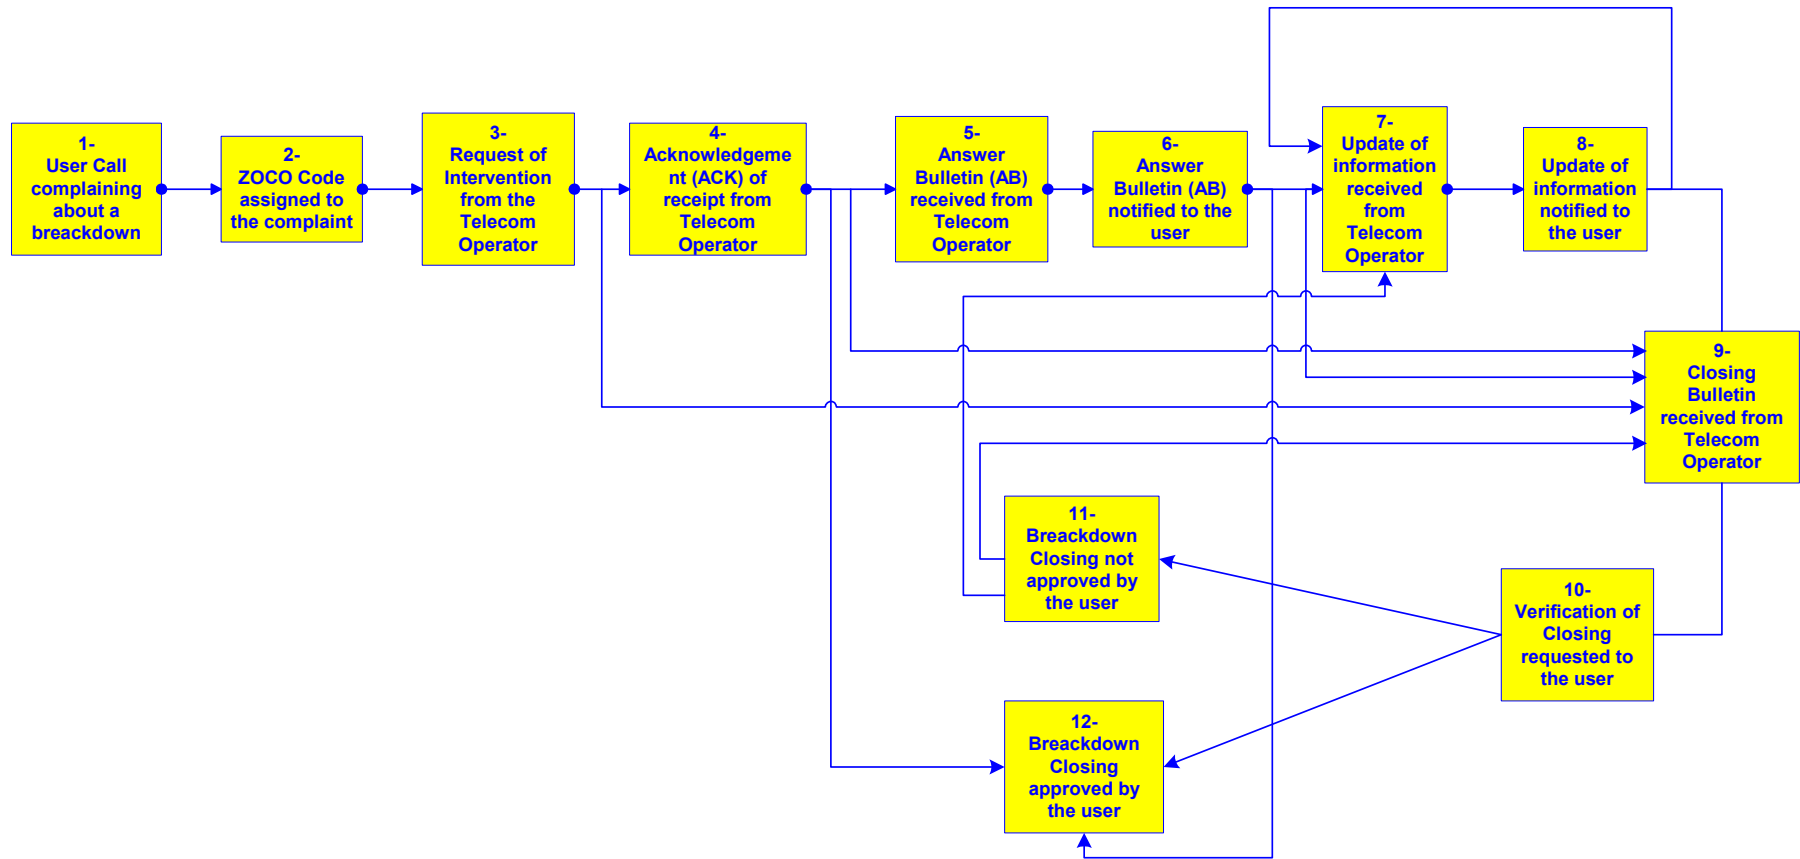 1-
User Call
complaining
about a
breackdown
2-
ZOCO Code
assigned to
the complaint
3-
Request of
Intervention
from the
Telecom
Operator
4-
Acknowledgeme
nt (ACK) of
receipt from
Telecom
Operator
5-
Answer
Bulletin (AB)
received from
Telecom
Operator
6-
Answer
Bulletin (AB)
notified to the
user
7-
Update of
information
received
from
Telecom
Operator
8-
Update of
information
notified to
the user
9-
Closing
Bulletin
received from
Telecom
Operator
10-
Verification of
Closing
requested to
the user
11-
Breackdown
Closing not
approved by
the user
12-
Breackdown
Closing
approved by
the user